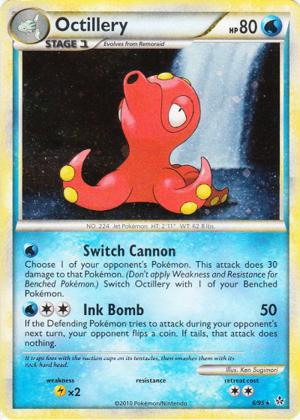 Octillery HP 80
STAGE 1 Evolves from Remoraid
NO. 224 Jet Pokémon HT: 2'11" WT: 62.8 lbs.
Switch Cannon
Choose 1 of your opponent's Pokémon. This attack does 30
damage to that Pokémon. (Don't apply Weakness and Resistance for
Benched Pokémon.) Switch Octillery with 1 of your Benched
Pokémon.
Ink Bomb 50
If the Defending Pokémon tries to attack during your opponent's
next turn, your opponent flips a coin. If tails, that attack does
nothing.
It traps foes with the suction cups on its tentacles, then smashes them with its
rock-hard head.
Illus. Ken Sugimori
weakness resistance retreat cost
×2
©2010 Pokémon/Nintendo 6/95